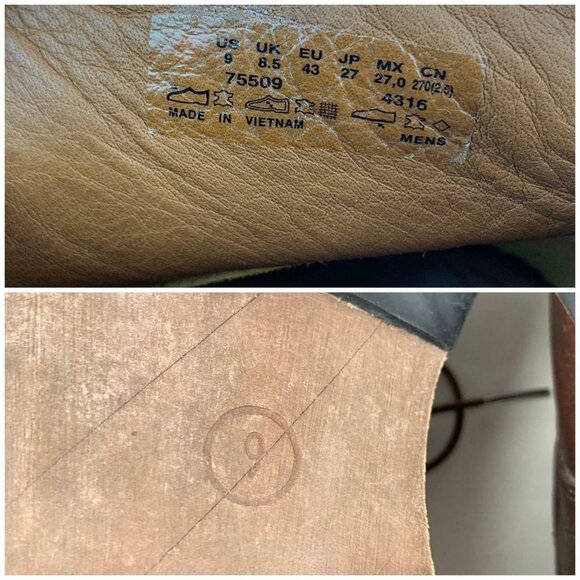 US UK EU JP MX CN
9 8.5 43 27 27,0 270(2.5)
75509 4316
MADE IN VIETNAM MENS
9